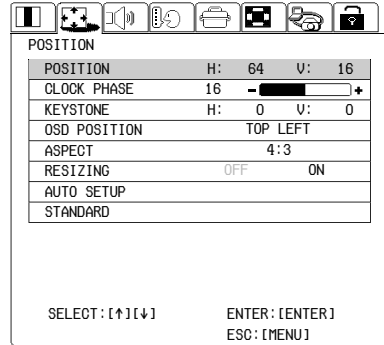 POSITION
POSITION H: 64 V: 16
CLOCK PHASE 16 - +
KEYSTONE H: 0 V: 0
OSD POSITION TOP LEFT
ASPECT 4:3
RESIZING OFF ON
AUTO SETUP
STANDARD
SELECT:[↑][↓] ENTER:[ENTER]
ESC:[MENU]